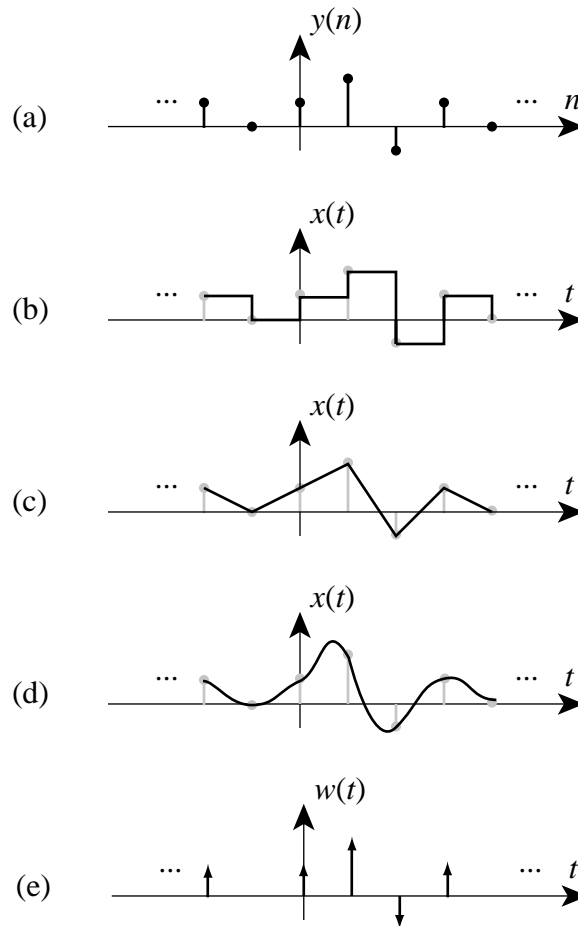 y(n)
(a) ... ... n
x(t)
(b) ... ... t
x(t)
(c) ... ... t
x(t)
(d) ... ... t
w(t)
(e) ... ... t